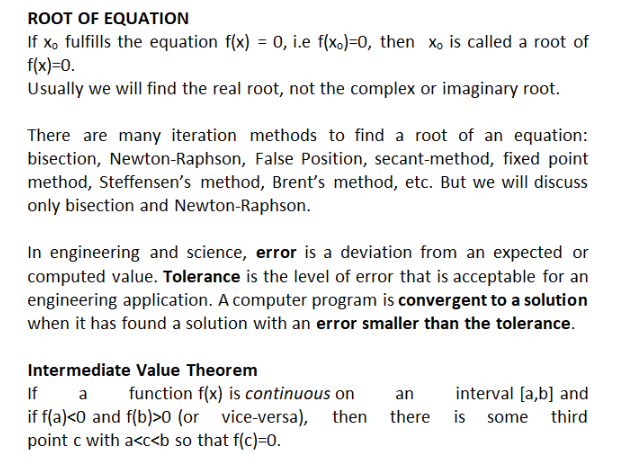 ROOT OF EQUATION
If xₒ fulfills the equation f(x) = 0, i.e f(xₒ)=0, then xₒ is called a root of
f(x)=0.
Usually we will find the real root, not the complex or imaginary root.
There are many iteration methods to find a root of an equation:
bisection, Newton-Raphson, False Position, secant-method, fixed point
method, Steffensen’s method, Brent’s method, etc. But we will discuss
only bisection and Newton-Raphson.
In engineering and science, error is a deviation from an expected or
computed value. Tolerance is the level of error that is acceptable for an
engineering application. A computer program is convergent to a solution
when it has found a solution with an error smaller than the tolerance.
Intermediate Value Theorem
If a function f(x) is continuous on an interval [a,b] and
if f(a)<0 and f(b)>0 (or vice-versa), then there is some third
point c with a<c<b so that f(c)=0.